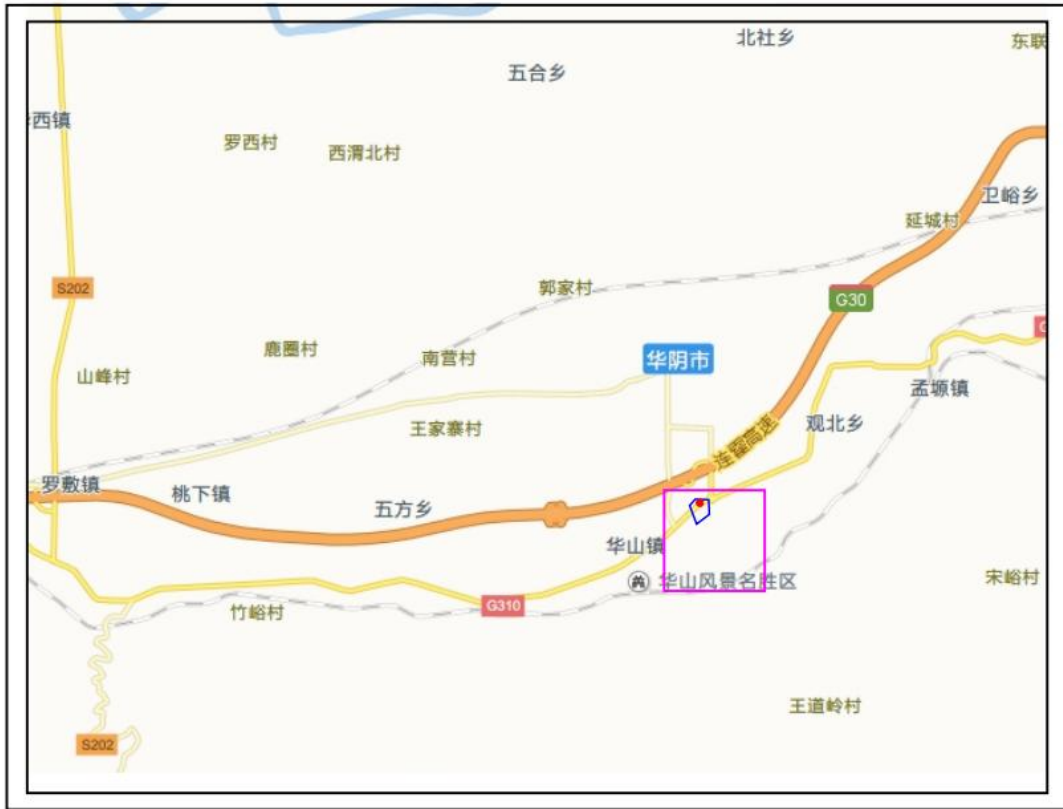 北社乡
东联
五合乡
西镇
罗西村
西渭北村
卫峪乡
延城村
S202
郭家村
G30
鹿圈村
南营村
华阴市
山峰村
孟塬镇
王家寨村
观北乡
连霍高速
罗敷镇
桃下镇
五方乡
华山镇
华山风景名胜区
宋峪村
G310
竹峪村
王道岭村
S202